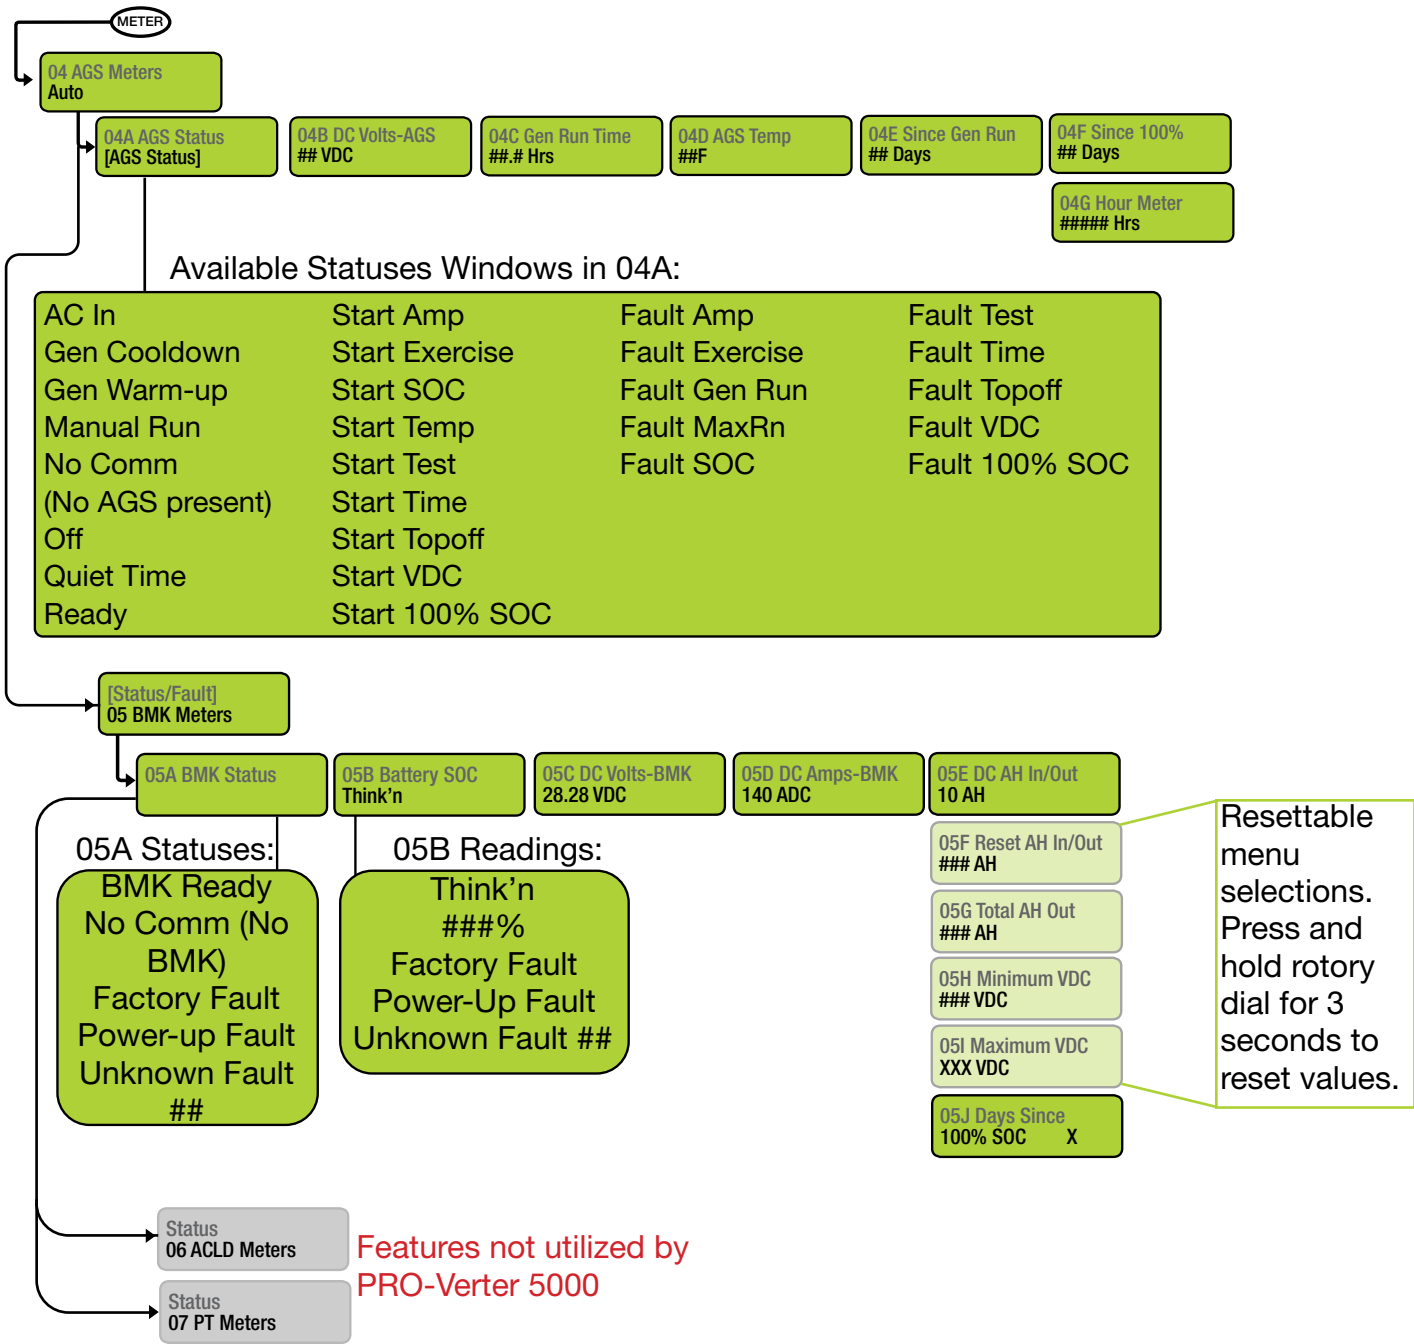 METER
04 AGS Meters
Auto
04A AGS Status
[AGS Status]
04B DC Volts-AGS
## VDC
04C Gen Run Time
##.# Hrs
04D AGS Temp
##F
04E Since Gen Run
## Days
04F Since 100%
## Days
04G Hour Meter
##### Hrs
Available Statuses Windows in 04A:
AC In
Gen Cooldown
Gen Warm-up
Manual Run
No Comm
(No AGS present)
Off
Quiet Time
Ready
Start Amp
Start Exercise
Start SOC
Start Temp
Start Test
Start Time
Start Topoff
Start VDC
Start 100% SOC
Fault Amp
Fault Exercise
Fault Gen Run
Fault MaxRn
Fault SOC
Fault Test
Fault Time
Fault Topoff
Fault VDC
Fault 100% SOC
[Status/Fault]
05 BMK Meters
05A BMK Status
05B Battery SOC
Think'n
05C DC Volts-BMK
28.28 VDC
05D DC Amps-BMK
140 ADC
05E DC AH In/Out
10 AH
05F Reset AH In/Out
### AH
05G Total AH Out
### AH
05H Minimum VDC
### VDC
05I Maximum VDC
XXX VDC
05J Days Since
100% SOC X
Resettable
menu
selections.
Press and
hold rotory
dial for 3
seconds to
reset values.
05A Statuses:
BMK Ready
No Comm (No
BMK)
Factory Fault
Power-up Fault
Unknown Fault
##
05B Readings:
Think'n
###%
Factory Fault
Power-Up Fault
Unknown Fault ##
Status
06 ACLD Meters
Status
07 PT Meters
Features not utilized by
PRO-Verter 5000